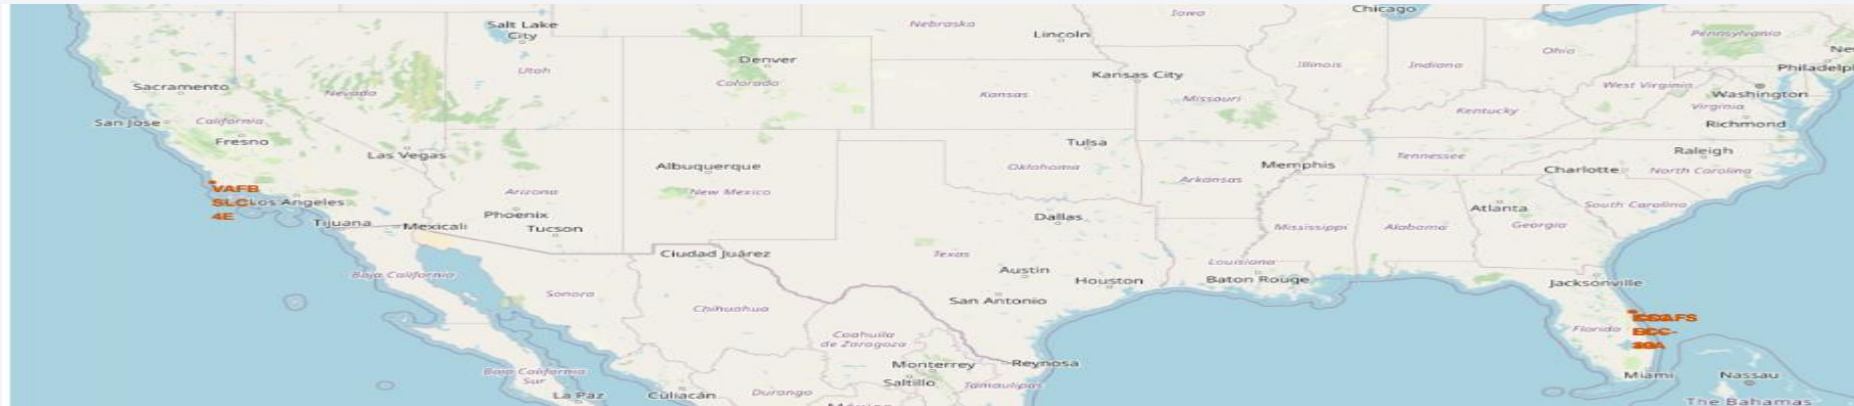 Chicago
Iowa
Salt Lake
City
Nebraska
Lincoln
Pennsylvania
Ohio
Denver
Utah
Colorado
Kansas City
Illinois
Indiana
Philadelp
Sacramento
Nevada
Kansas
Missouri
West Virginia
Washington
Virginia
Kentucky
San Jose
California
Richmond
Fresno
Tulsa
Las Vegas
Raleigh
Albuquerque
Oklahoma
Memphis
Tennessee
Charlotte
North Carolina
Arizona
New Mexico
Arkansas
VAFB
SLC
4E
Los Angeles
Phoenix
Tucson
Dallas
Atlanta
South Carolina
Tijuana
Mexicali
Mississippi
Alabama
Georgia
Ciudad Juárez
Texas
Louisiana
Baja California
Austin
Houston
Baton Rouge
Jacksonville
Sonora
Chihuahua
San Antonio
Florida
Coahuila
de Zaragoza
Monterrey
Reynosa
Baja California
Sur
Saltillo
Tamaulipas
Miami
Nassau
La Paz
Culiacán
Durango
The Bahamas